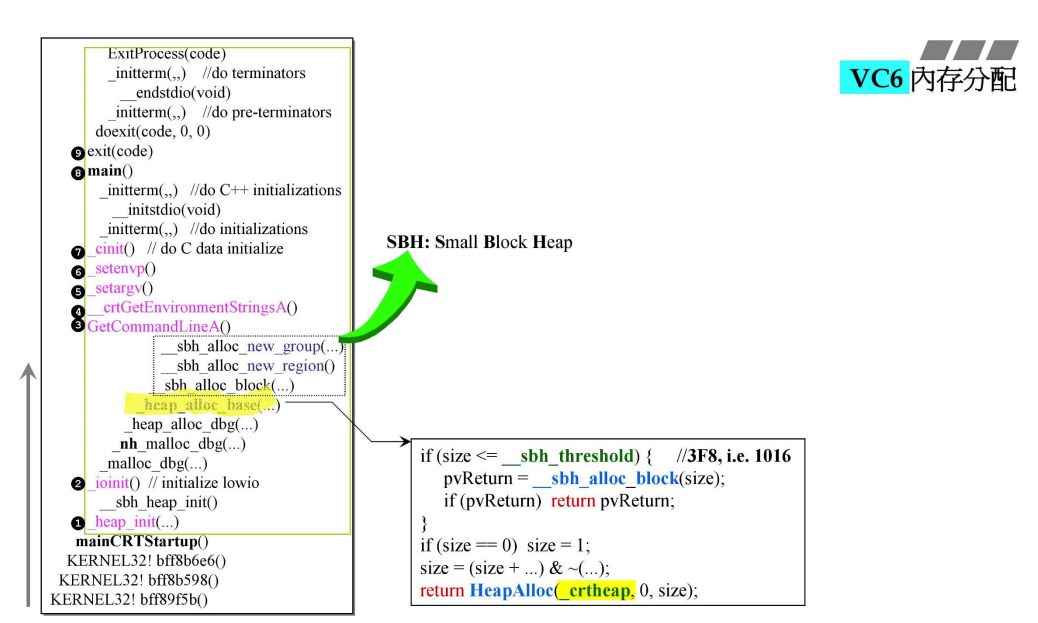 VC6 內存分配
ExitProcess(code)
_initterm(,,) //do terminators
__endstdio(void)
_initterm(,,) //do pre-terminators
doexit(code, 0, 0)
❾ exit(code)
❽ main()
_initterm(,,) //do C++ initializations
__initstdio(void)
_initterm(,,) //do initializations
❼ _cinit() // do C data initialize
❻ _setenvp()
❺ _setargv()
❹ __crtGetEnvironmentStringsA()
❸ GetCommandLineA()
__sbh_alloc_new_group(...)
__sbh_alloc_new_region()
__sbh_alloc_block(...)
_heap_alloc_base(...)
_heap_alloc_dbg(...)
_nh_malloc_dbg(...)
_malloc_dbg(...)
❷ _ioinit() // initialize lowio
__sbh_heap_init()
❶ _heap_init(...)
mainCRTStartup()
KERNEL32! bff8b6e6()
KERNEL32! bff8b598()
KERNEL32! bff89f5b()
SBH: Small Block Heap
if (size <= __sbh_threshold) { //3F8, i.e. 1016
pvReturn = __sbh_alloc_block(size);
if (pvReturn) return pvReturn;
}
if (size == 0) size = 1;
size = (size + ...) & ~(...);
return HeapAlloc(_crtheap, 0, size);